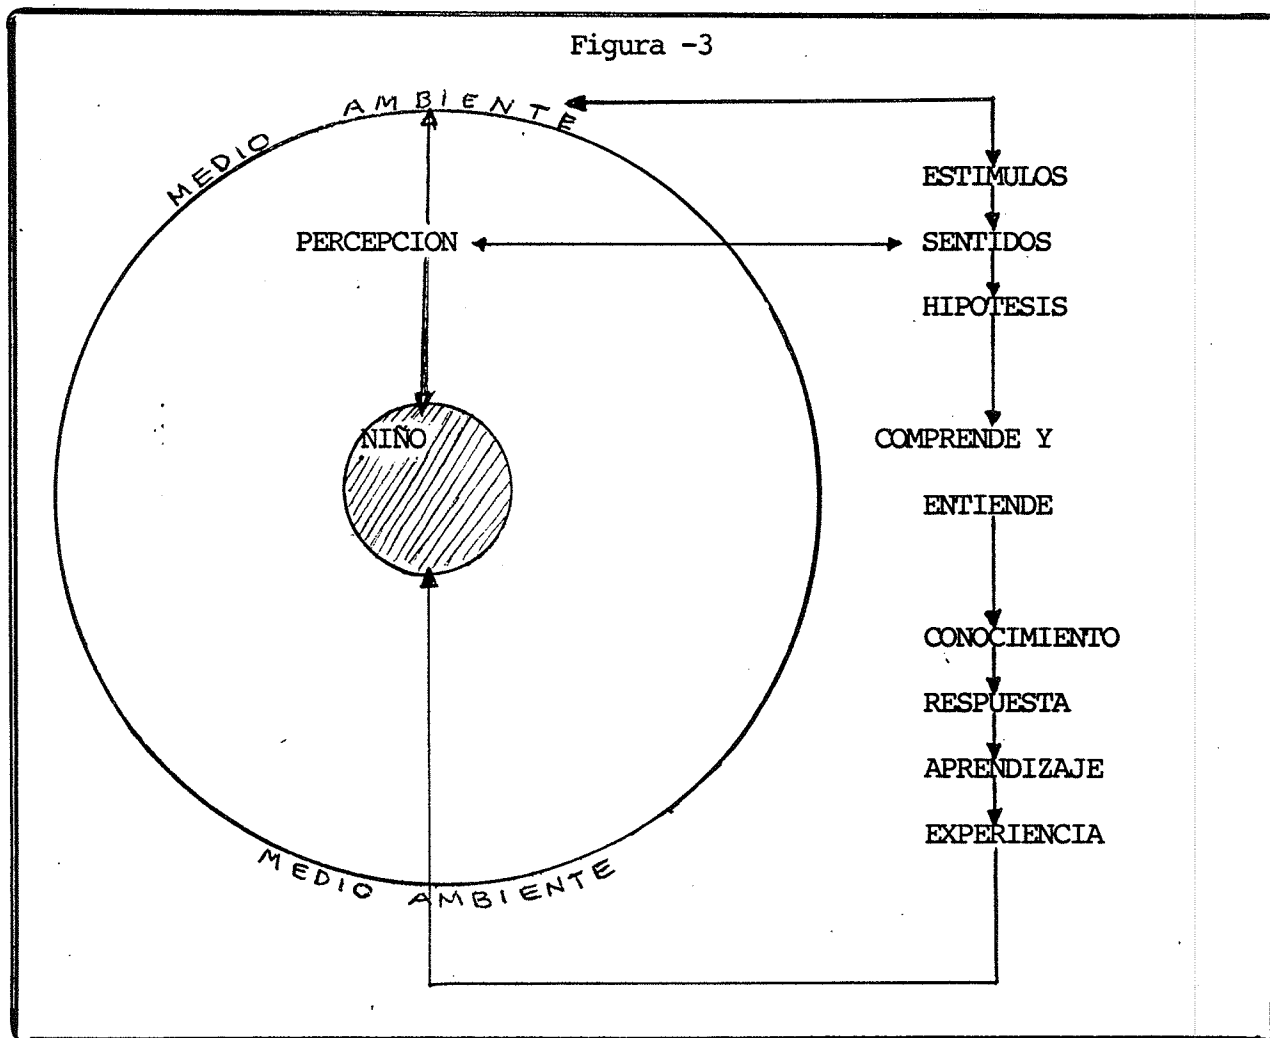 Figura -3
MEDIO AMBIENTE
ESTIMULOS
PERCEPCION
SENTIDOS
HIPOTESIS
NIÑO
COMPRENDE Y
ENTIENDE
CONOCIMIENTO
RESPUESTA
APRENDIZAJE
EXPERIENCIA
MEDIO AMBIENTE